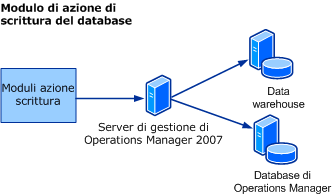 Modulo di azione di
scrittura del database
Moduli azione
scrittura
Server di gestione di
Operations Manager 2007
Data
warehouse
Database di
Operations Manager